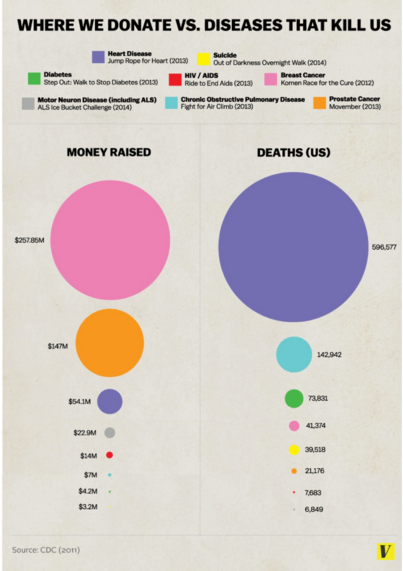 WHERE WE DONATE VS. DISEASES THAT KILL US
Heart Disease
Jump Rope for Heart (2013)
Suicide
Out of Darkness Overnight Walk (2014)
Diabetes
Step Out: Walk to Stop Diabetes (2013)
HIV / AIDS
Ride to End Aids (2013)
Breast Cancer
Komen Race for the Cure (2012)
Motor Neuron Disease (including ALS)
ALS Ice Bucket Challenge (2014)
Chronic Obstructive Pulmonary Disease
Fight for Air Climb (2013)
Prostate Cancer
Movember (2013)
MONEY RAISED
$257.85M
$147M
$54.1M
$22.9M
$14M
$7M
$4.2M
$3.2M
DEATHS (US)
596,577
142,942
73,831
41,374
39,518
21,176
7,683
6,849
Source: CDC (2011)
V